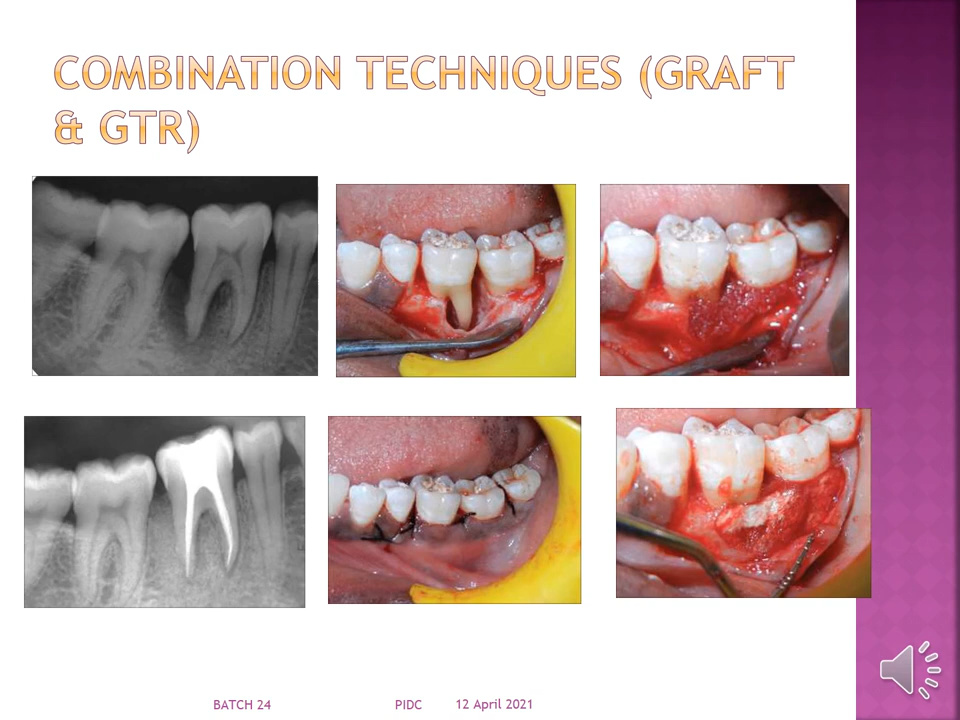 COMBINATION TECHNIQUES (GRAFT
& GTR)
BATCH 24 PIDC 12 April 2021